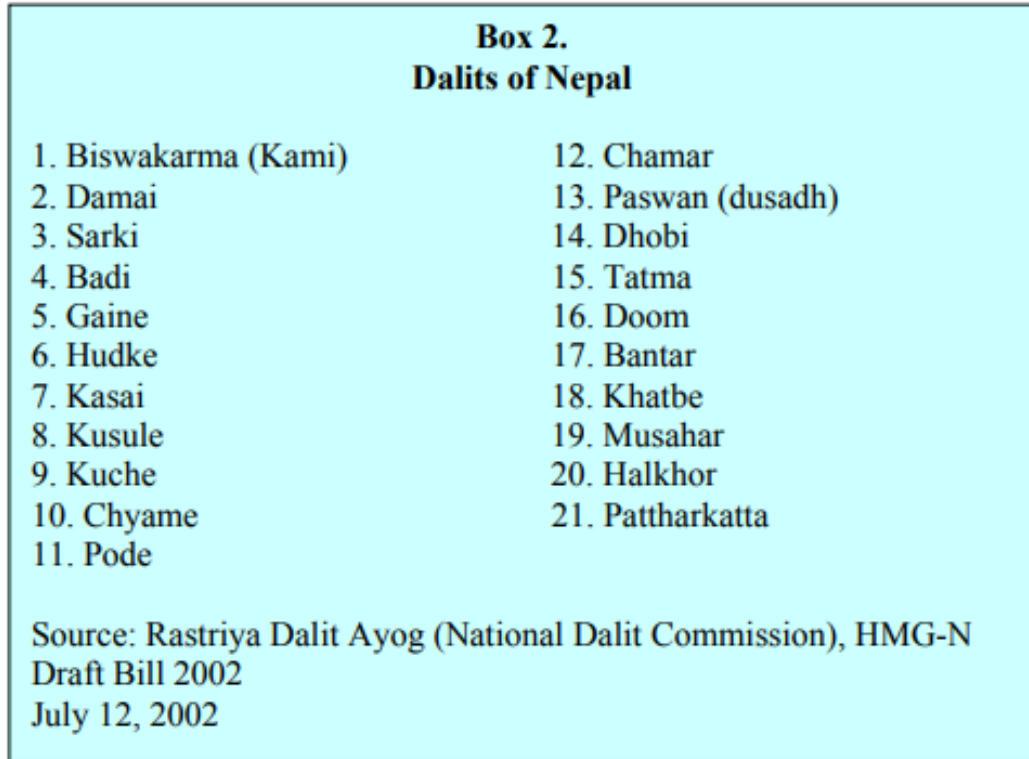 Box 2.
Dalits of Nepal
1. Biswakarma (Kami)
2. Damai
3. Sarki
4. Badi
5. Gaine
6. Hudke
7. Kasai
8. Kusule
9. Kuche
10. Chyame
11. Pode
12. Chamar
13. Paswan (dusadh)
14. Dhobi
15. Tatma
16. Doom
17. Bantar
18. Khatbe
19. Musahar
20. Halkhor
21. Pattharkatta
Source: Rastriya Dalit Ayog (National Dalit Commission), HMG-N
Draft Bill 2002
July 12, 2002